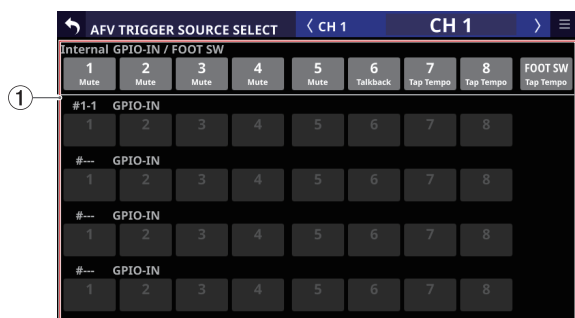 AFV TRIGGER SOURCE SELECT CH 1 CH 1
Internal GPIO-IN / FOOT SW
1 2 3 4 5 6 7 8 FOOT SW
Mute Mute Mute Mute Mute Talkback Tap Tempo Tap Tempo Tap Tempo
1
#1-1 GPIO-IN
1 2 3 4 5 6 7 8
#--- GPIO-IN
1 2 3 4 5 6 7 8
#--- GPIO-IN
1 2 3 4 5 6 7 8
#--- GPIO-IN
1 2 3 4 5 6 7 8